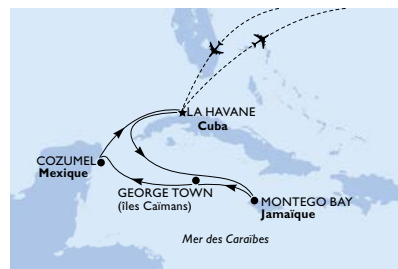 LA HAVANE
Cuba
COZUMEL
Mexique
GEORGE TOWN
(îles Caïmans)
MONTEGO BAY
Jamaïque
Mer des Caraïbes